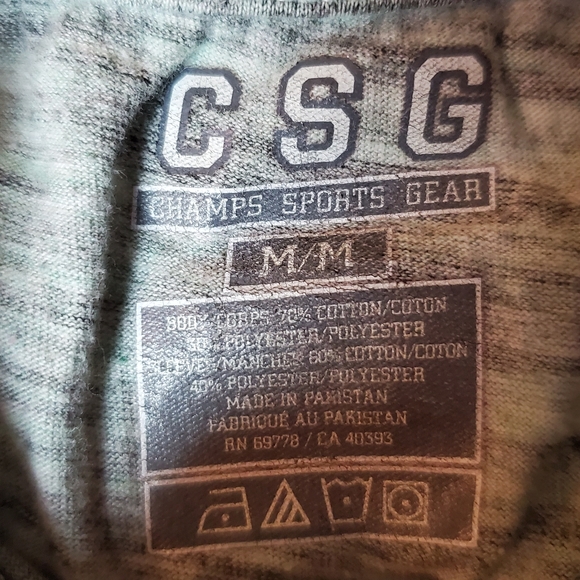 CSG
CHAMPS SPORTS GEAR
M/M
BODY/CORPS 70% COTTON/COTON
30% POLYESTER/POLYESTER
SLEEVE/MANCHES 60% COTTON/COTON
40% POLYESTER/POLYESTER
MADE IN PAKISTAN
FABRIQUÉ AU PAKISTAN
RN 69778 / CA 40393